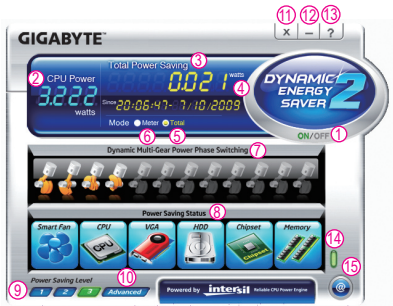 ⑪ ⑫ ⑬
X – ?
GIGABYTE™
Total Power Saving ③
② CPU Power
0.021 watts ④
3.222
watts
Since 20:06:47- 7/10/2009
Mode Meter Total
⑥ ⑤
DYNAMIC
ENERGY
SAVER 2
ON/OFF ①
Dynamic Multi-Gear Power Phase Switching ⑦
Power Saving Status ⑧
Smart Fan CPU VGA HDD Chipset Memory
CPU Chipset
⑭
⑮
Power Saving Level ⑩
⑨ 1 2 3 Advanced
Powered by intersil Reliable CPU Power Engine
@